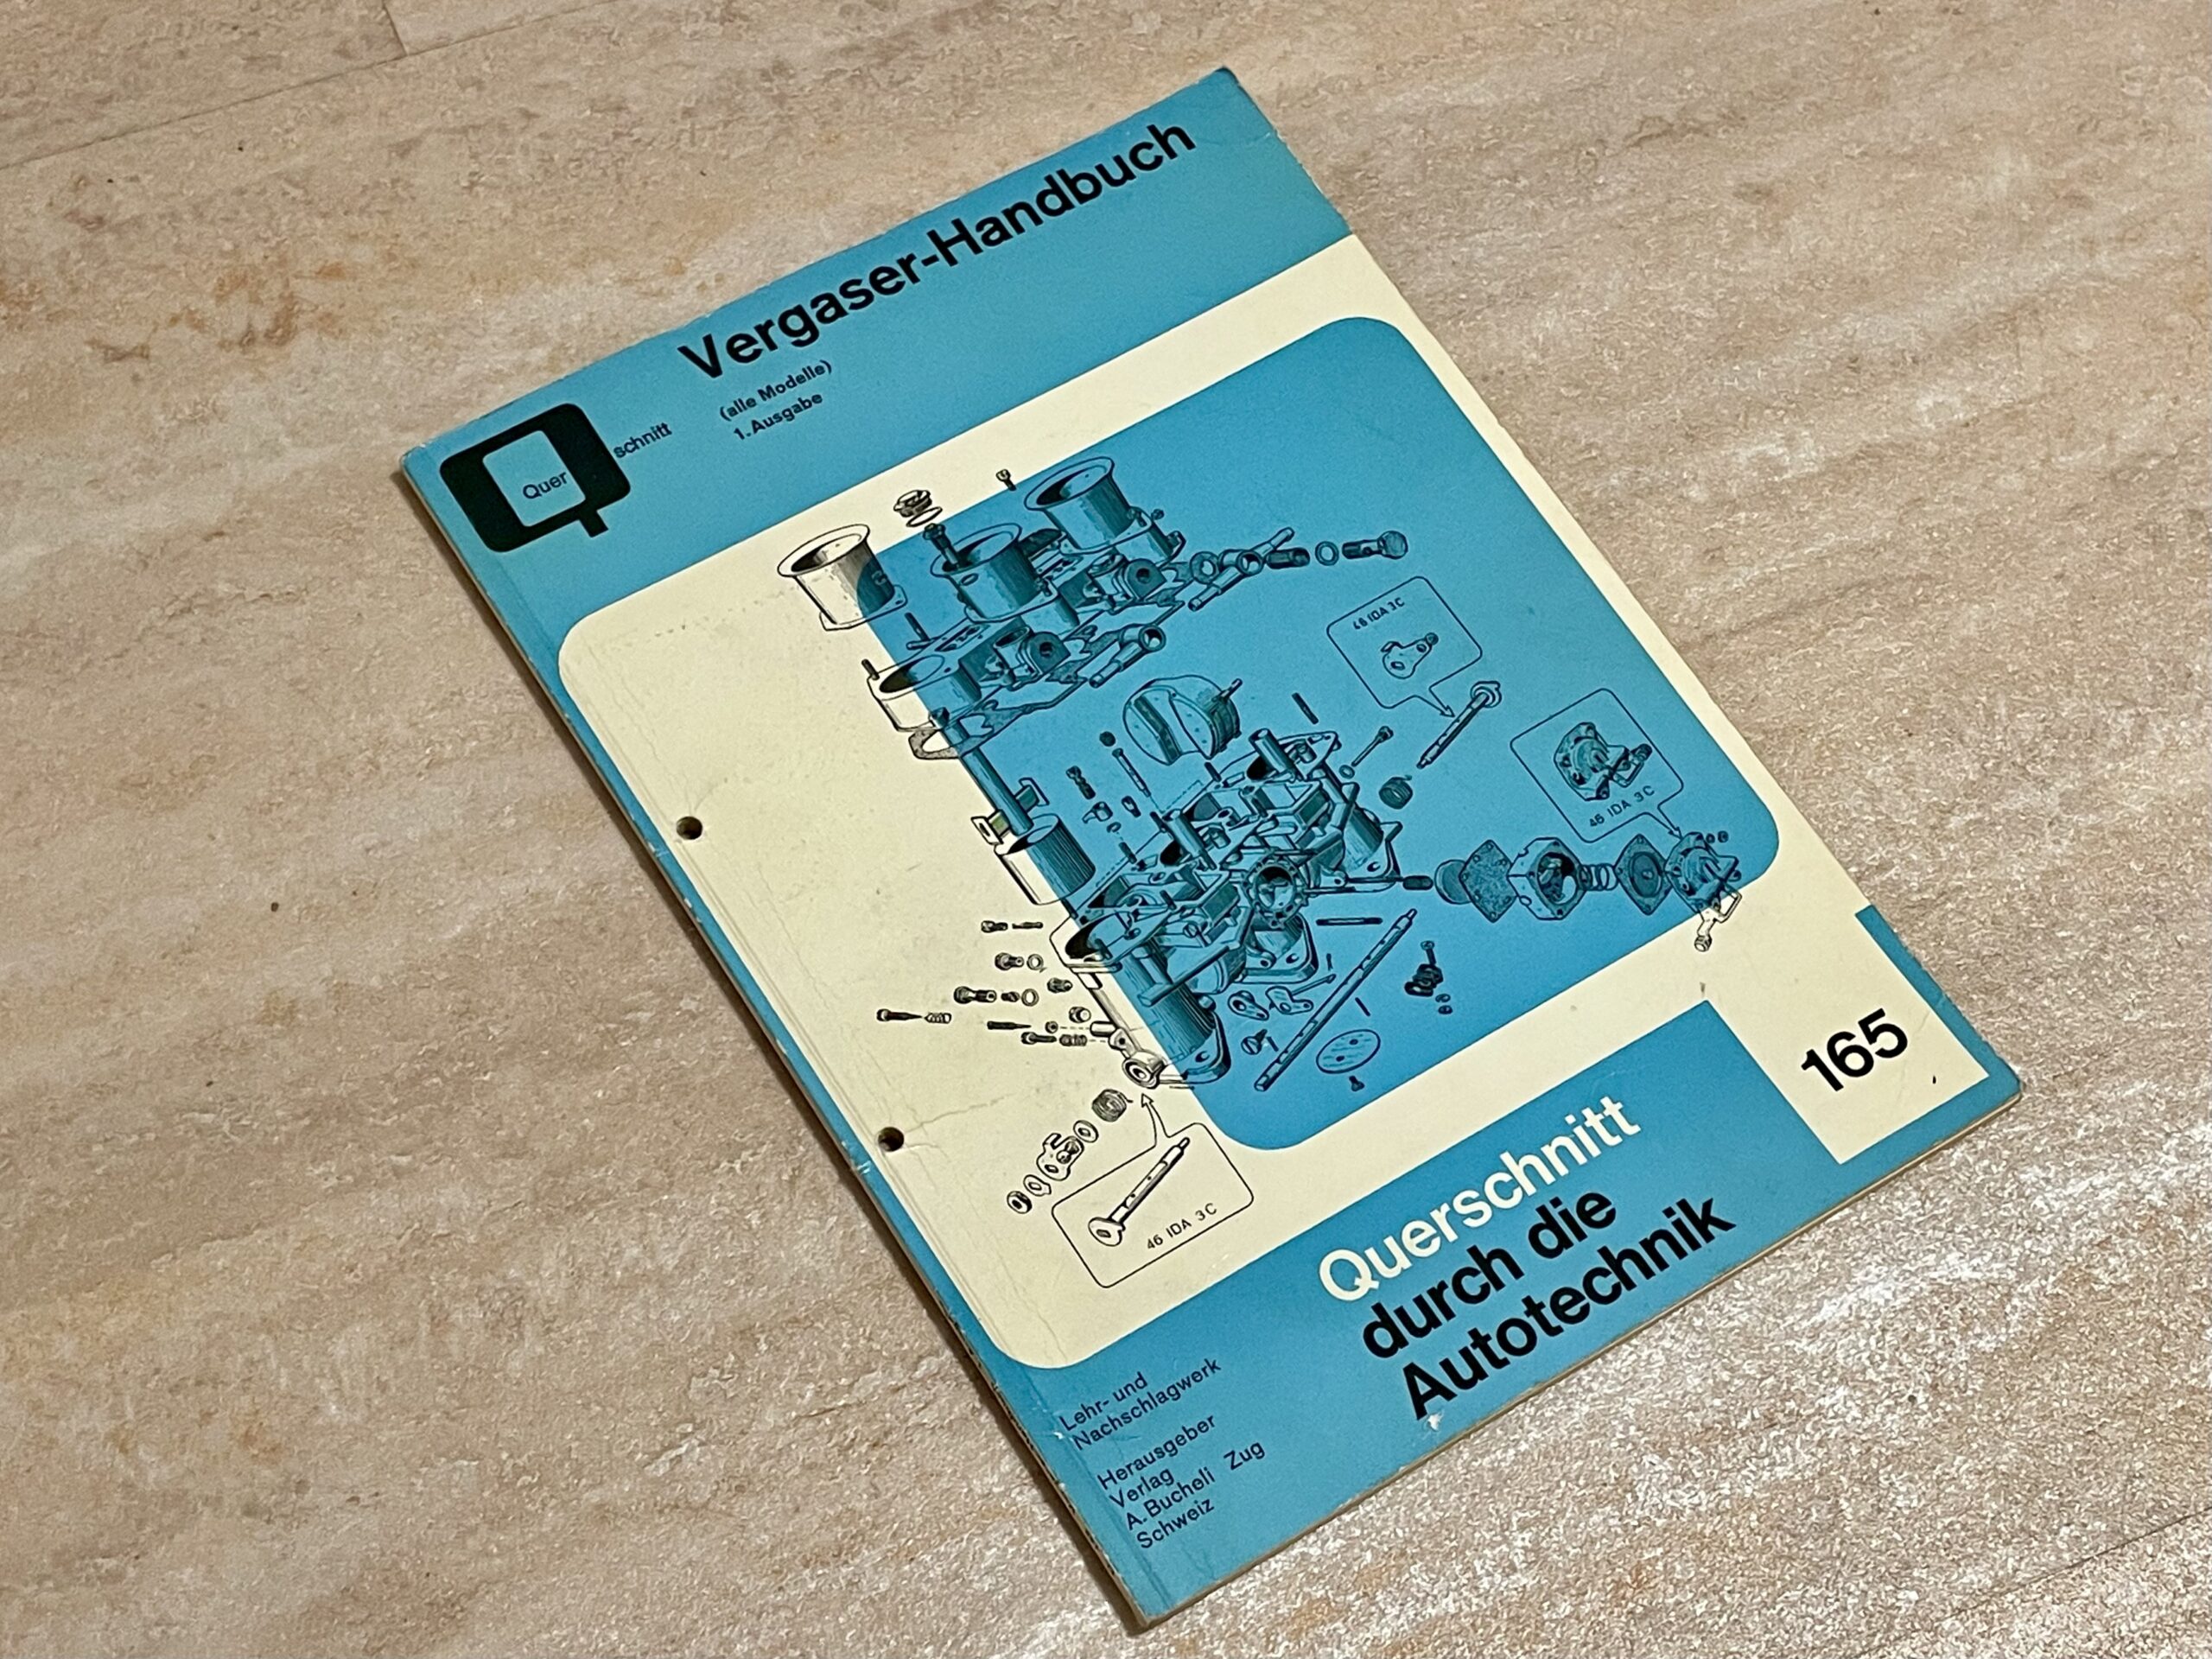 Vergaser-Handbuch
(alle Modelle)
1. Ausgabe
Quer
schnitt
46 IDA 3C
46 IDA 3C
46 IDA 3C
165
Querschnitt
durch die
Autotechnik
Lehr- und
Nachschlagwerk
Herausgeber
Verlag
A. Bucheli Zug
Schweiz